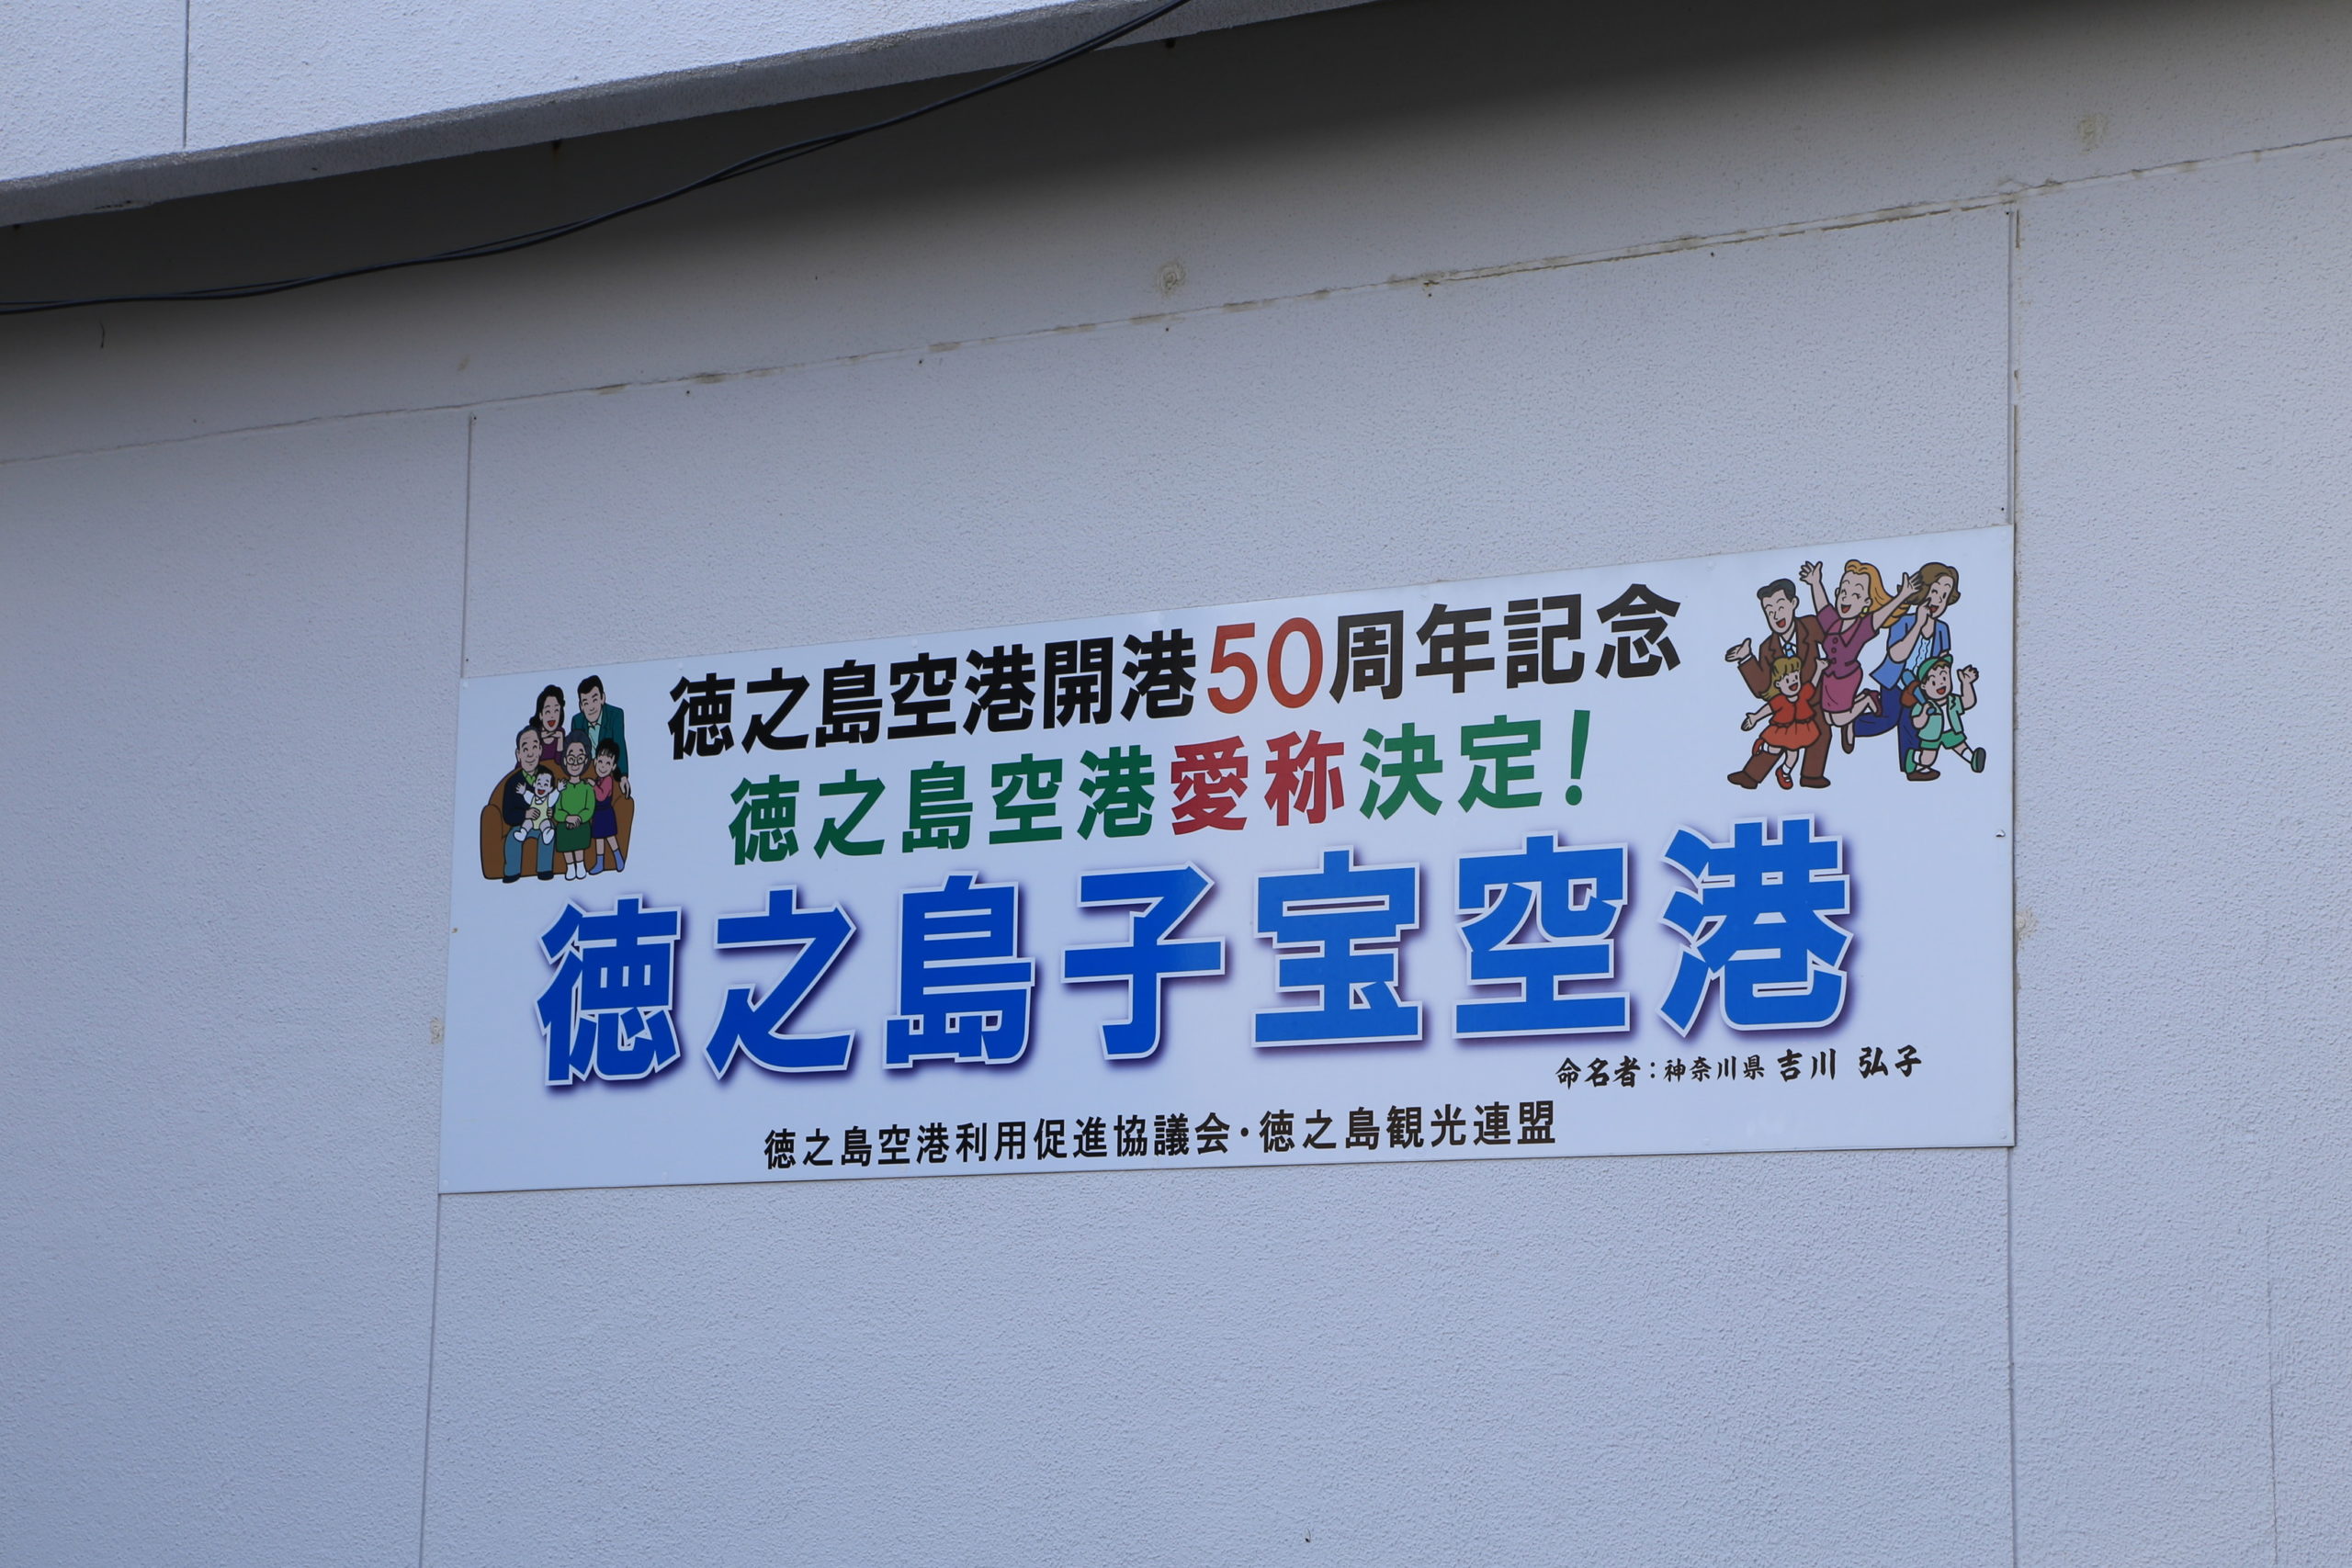 徳之島空港開港50周年記念
徳之島空港愛称決定！
徳之島子宝空港
命名者：神奈川県 吉川 弘子
徳之島空港利用促進協議会・徳之島観光連盟